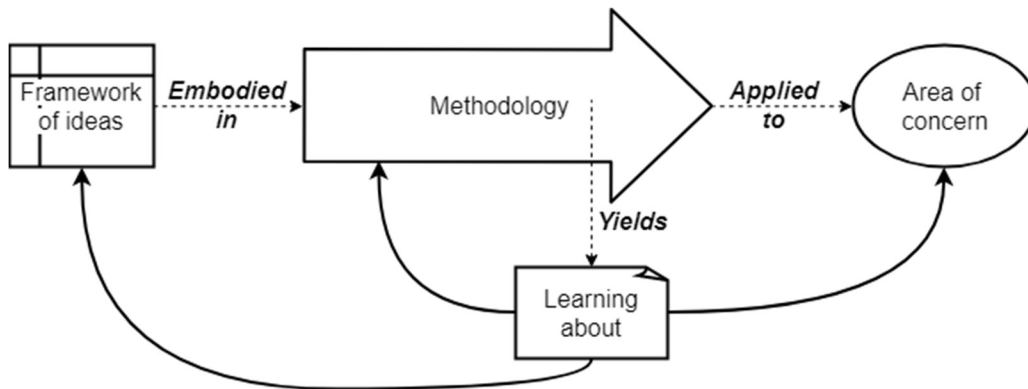 Framework
of ideas
Embodied
in
Methodology
Applied
to
Area of
concern
Yields
Learning
about